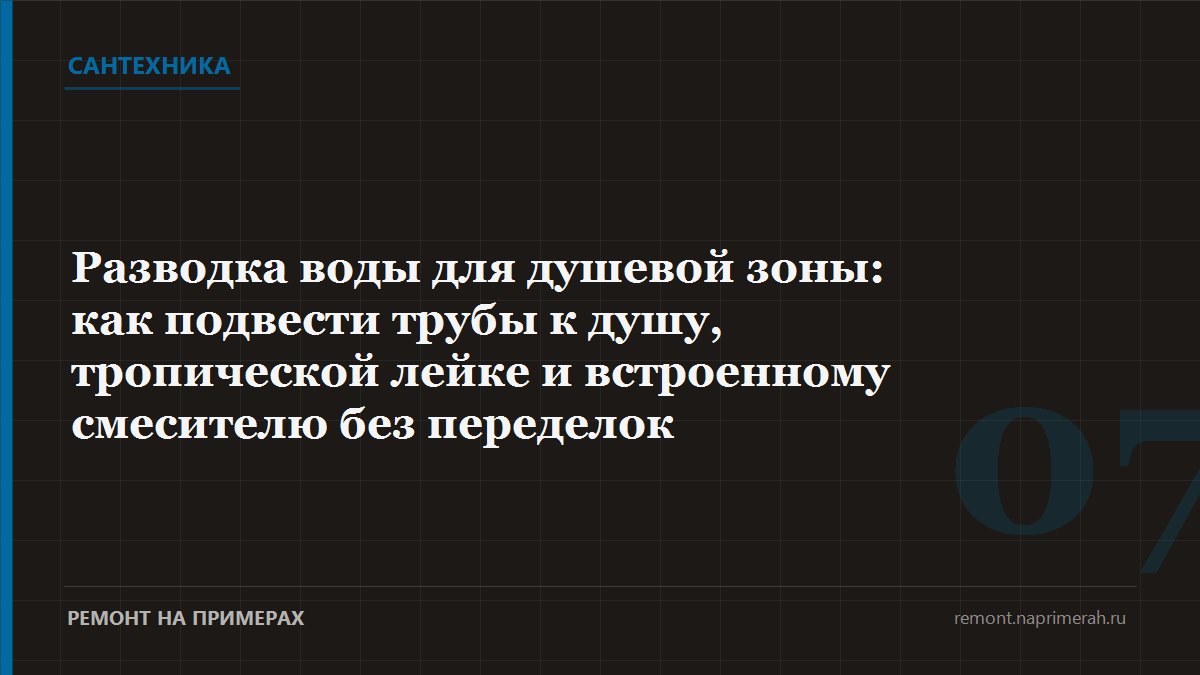 САНТЕХНИКА
Разводка воды для душевой зоны:
как подвести трубы к душу,
тропической лейке и встроенному
смесителю без переделок
07
РЕМОНТ НА ПРИМЕРАХ
remont.naprimerah.ru